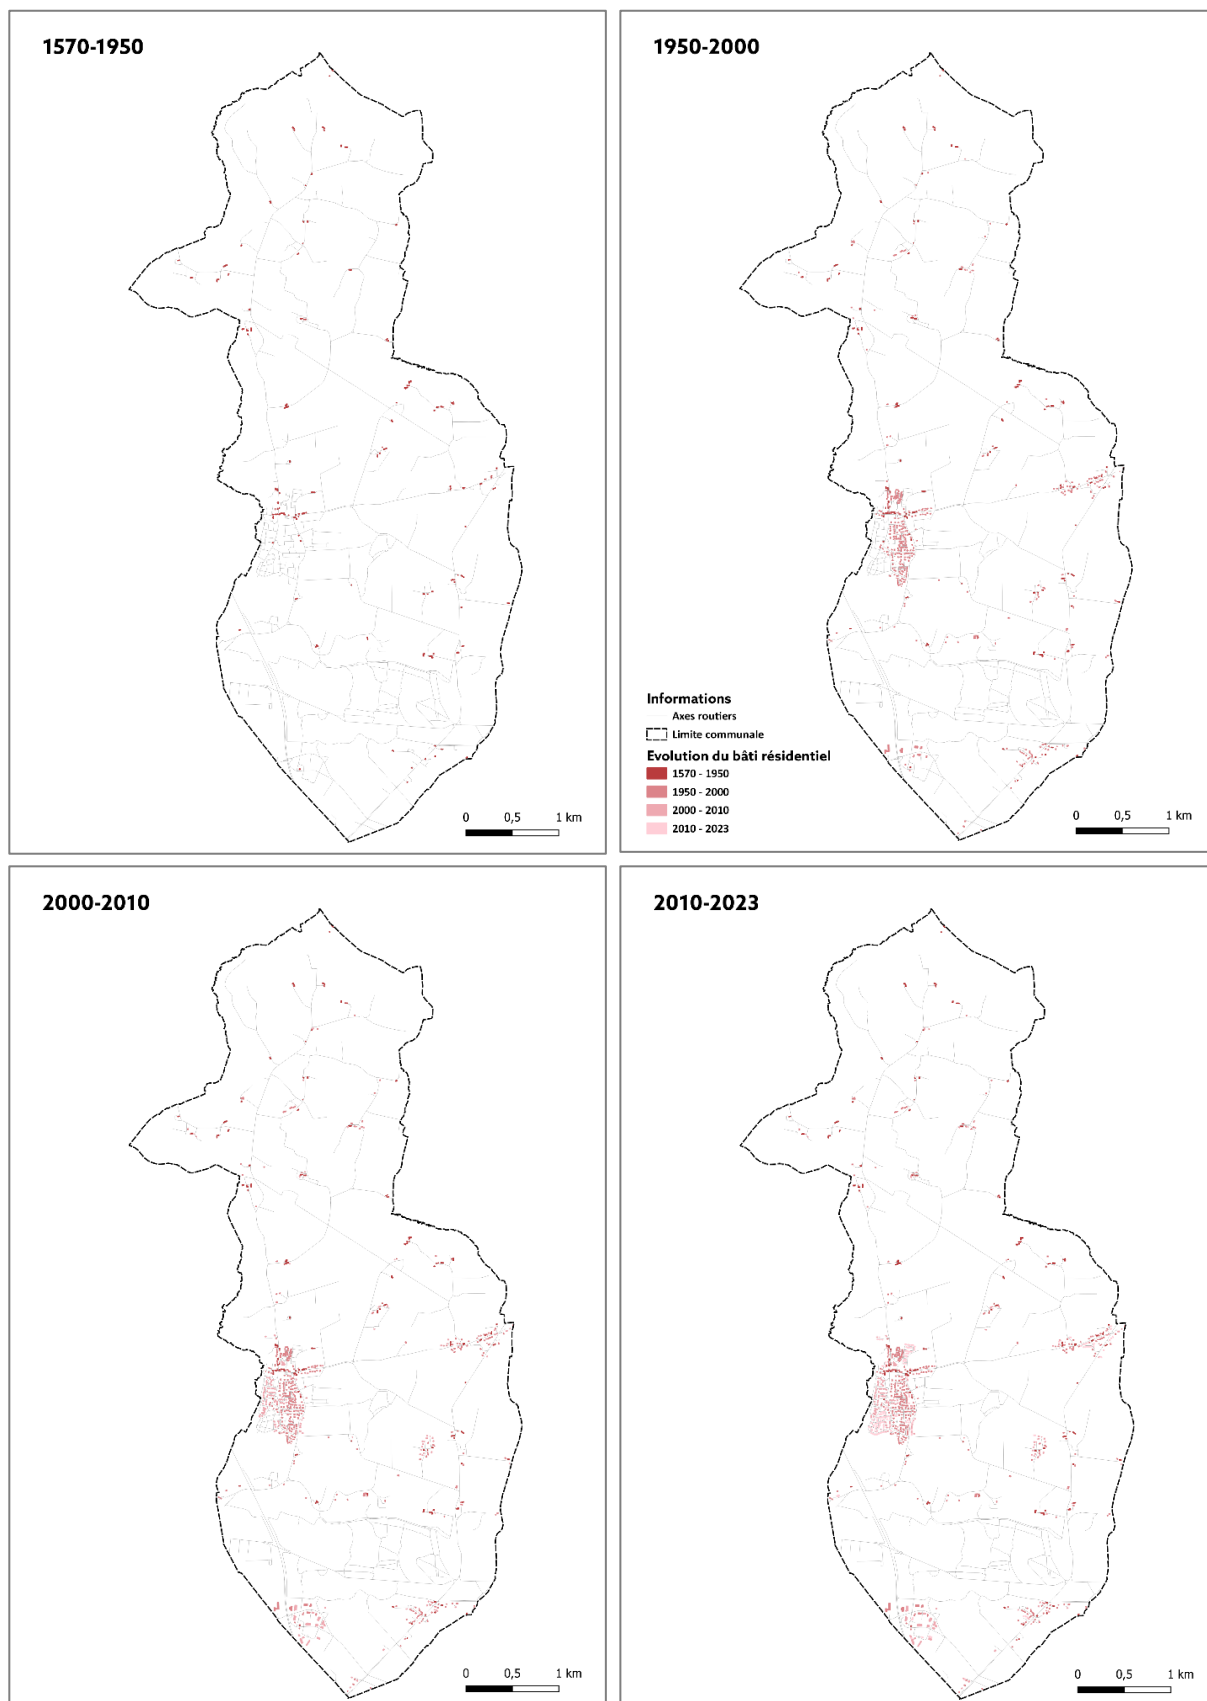 1570-1950
0 0,5 1 km
1950-2000
Informations
Axes routiers
Limite communale
Evolution du bâti résidentiel
1570 - 1950
1950 - 2000
2000 - 2010
2010 - 2023
0 0,5 1 km
2000-2010
0 0,5 1 km
2010-2023
0 0,5 1 km